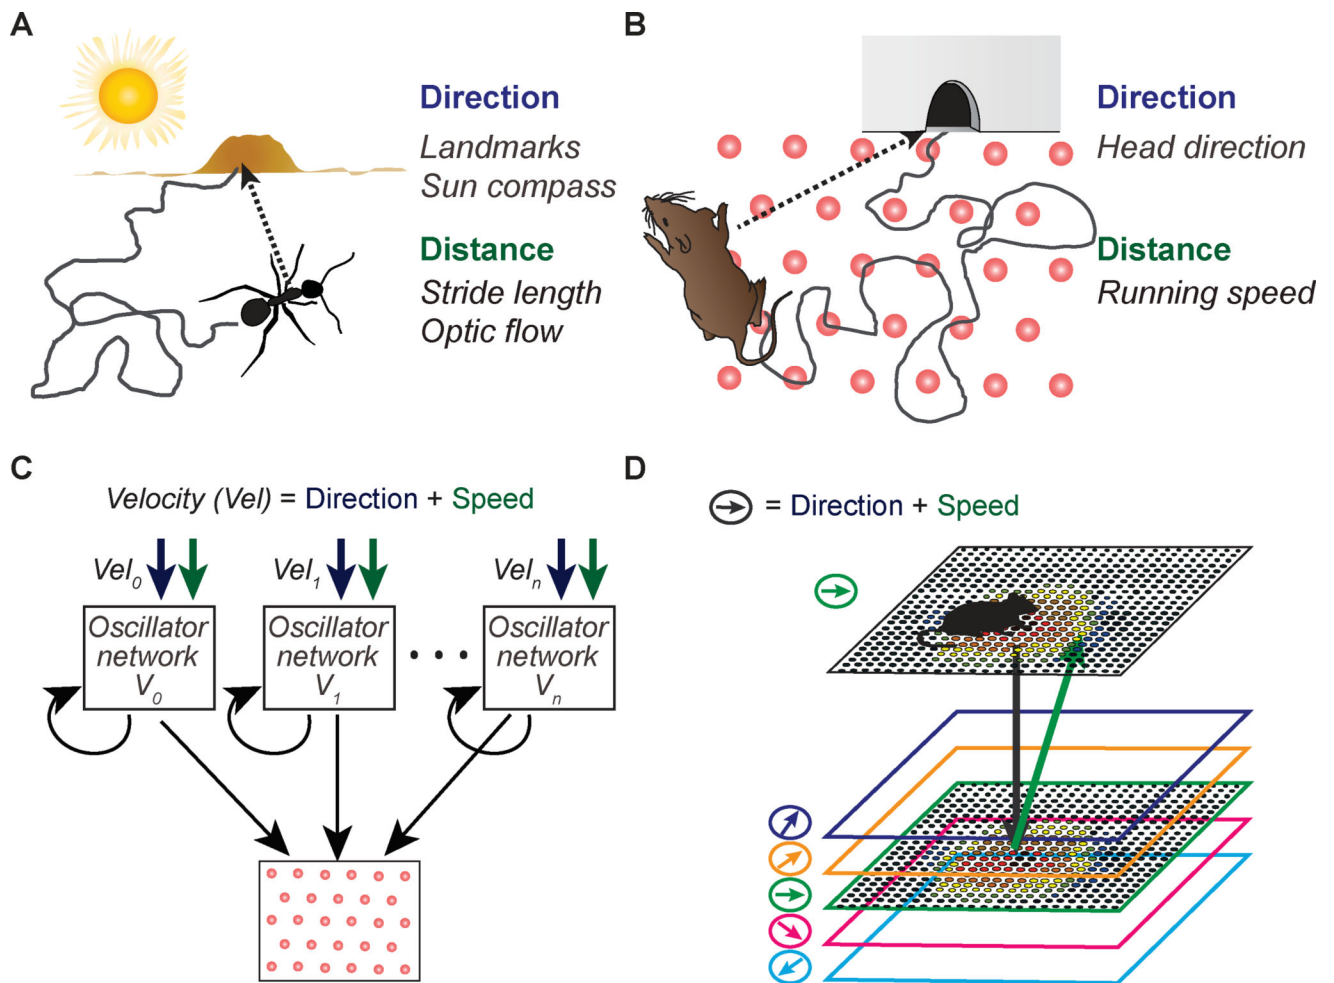 A
Direction
Landmarks
Sun compass
Distance
Stride length
Optic flow
B
Direction
Head direction
Distance
Running speed
C
Velocity (Vel) = Direction + Speed
Vel0
Vel1
Veln
Oscillator
network
V0
Oscillator
network
V1
• • •
Oscillator
network
Vn
D
= Direction + Speed